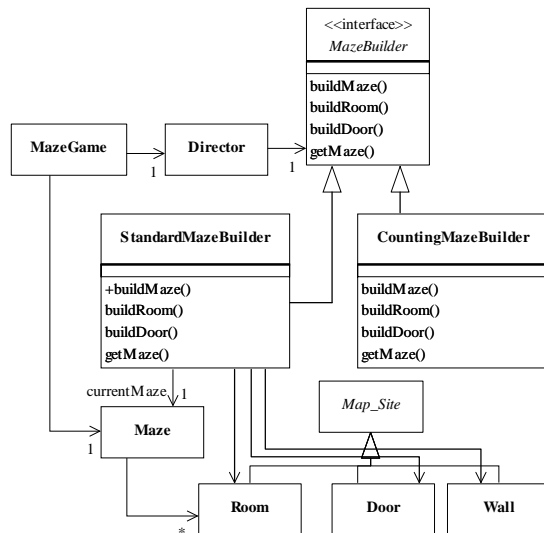 <<interface>>
MazeBuilder
buildMaze()
buildRoom()
buildDoor()
getMaze()
MazeGame
Director
1
1
StandardMazeBuilder
+buildMaze()
buildRoom()
buildDoor()
getMaze()
CountingMazeBuilder
buildMaze()
buildRoom()
buildDoor()
getMaze()
currentMaze
1
Map_Site
Maze
1
Room
Door
Wall
*